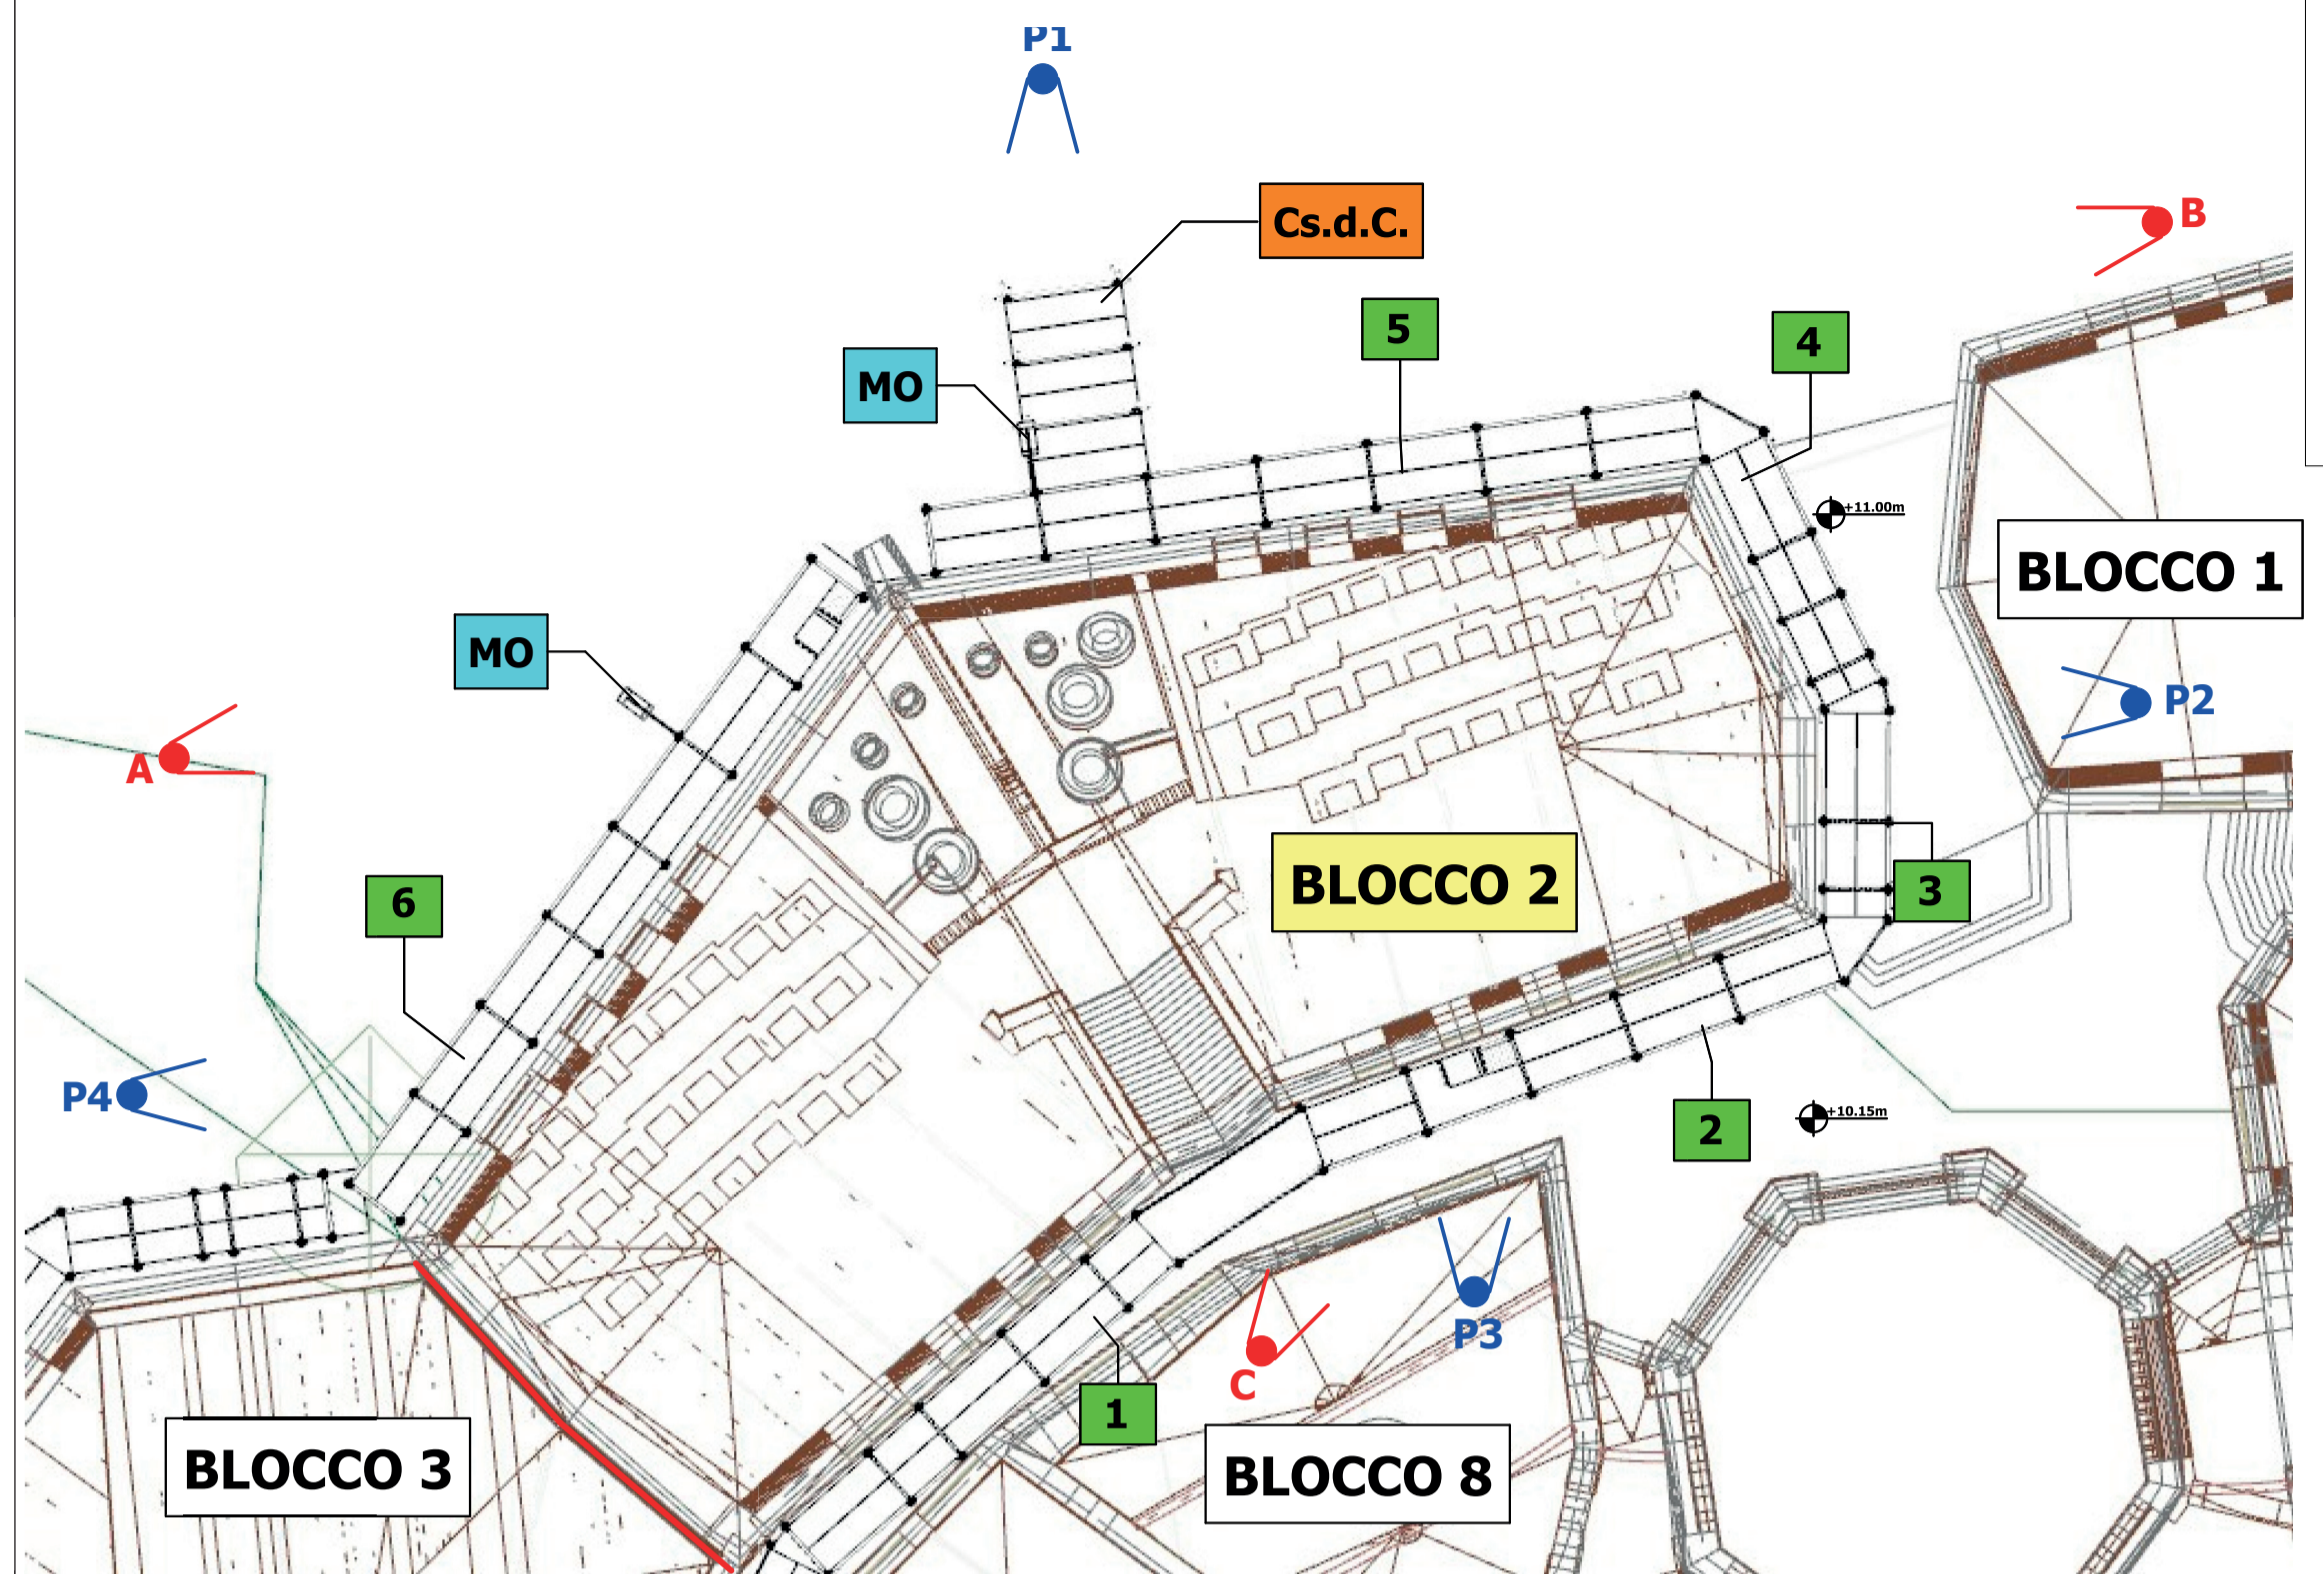 P1
Cs.d.C.
B
5
4
MO
+11.00m
BLOCCO 1
MO
P2
A
BLOCCO 2
3
6
P4
+10.15m
2
P3
C
1
BLOCCO 3
BLOCCO 8